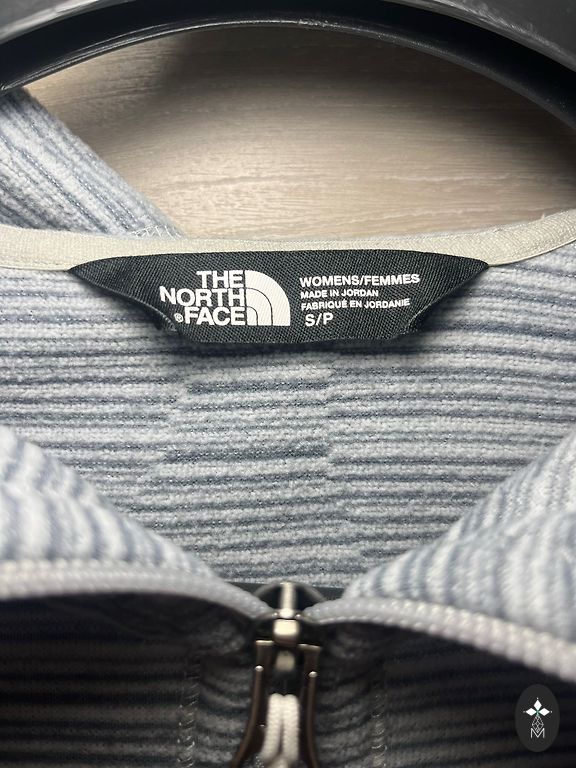 THE
NORTH
FACE
®
WOMENS/FEMMES
MADE IN JORDAN
FABRIQUÉ EN JORDANIE
S/P
M